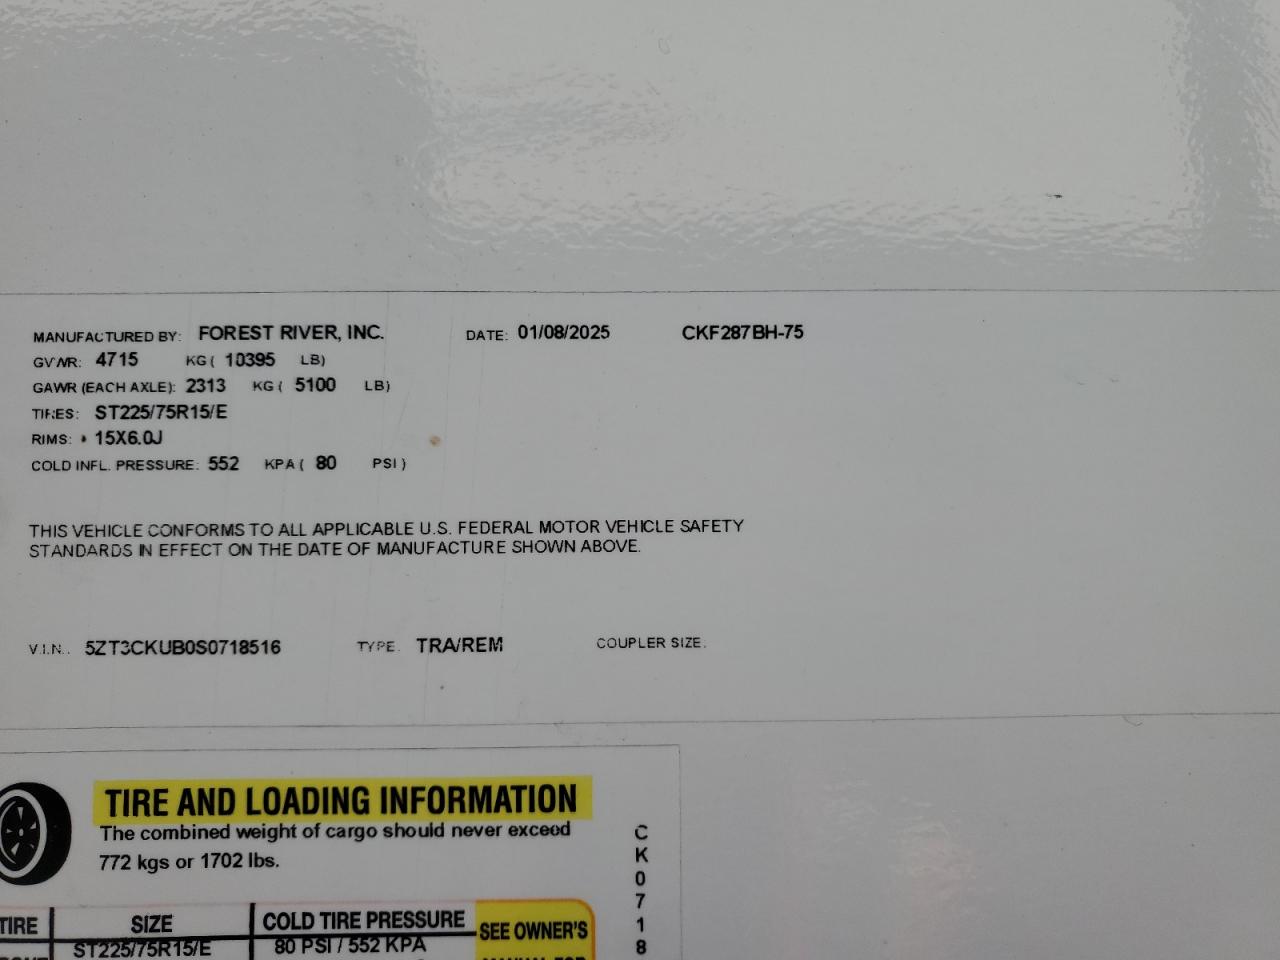 MANUFACTURED BY: FOREST RIVER, INC. DATE: 01/08/2025 CKF287BH-75
GVWR: 4715 KG ( 10395 LB)
GAWR (EACH AXLE): 2313 KG ( 5100 LB)
TIRES: ST225/75R15/E
RIMS: 15X6.0J
COLD INFL. PRESSURE: 552 KPA ( 80 PSI )
THIS VEHICLE CONFORMS TO ALL APPLICABLE U.S. FEDERAL MOTOR VEHICLE SAFETY
STANDARDS IN EFFECT ON THE DATE OF MANUFACTURE SHOWN ABOVE.
V.I.N.: 5ZT3CKUB0S0718516 TYPE: TRA/REM COUPLER SIZE:
TIRE AND LOADING INFORMATION
The combined weight of cargo should never exceed
772 kgs or 1702 lbs.
TIRE SIZE COLD TIRE PRESSURE SEE OWNER'S
ST225/75R15/E 80 PSI / 552 KPA
CK0718